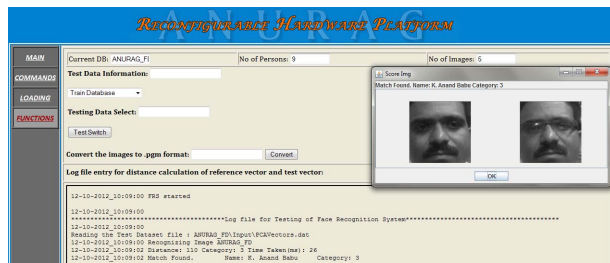 ANURAG
RECONFIGURABLE HARDWARE PLATFORM
MAIN
COMMANDS
LOADING
FUNCTIONS
Current DB: ANURAG_FI
No of Persons: 9
No of Images: 5
Test Data Information:
Train Database
Testing Data Select:
Test Switch
Convert the images to .pgm format:
Convert
Score Img
Match Found. Name: K. Anand Babu Category: 3
OK
Log file entry for distance calculation of reference vector and test vector:
12-10-2012_10:09:00 FRS started
12-10-2012_10:09:00
****************************************Log file for Testing of Face Recognition System****************************************
12-10-2012_10:09:00
Reading the Test Dataset file : ANURAG_FD\Input\PCAVectors.dat
12-10-2012_10:09:00 Recognizing Image ANURAG_FD
12-10-2012_10:09:02 Distance: 110 Category: 3 Time Taken(ms): 26
12-10-2012_10:09:02 Match Found. Name: K. Anand Babu Category: 3